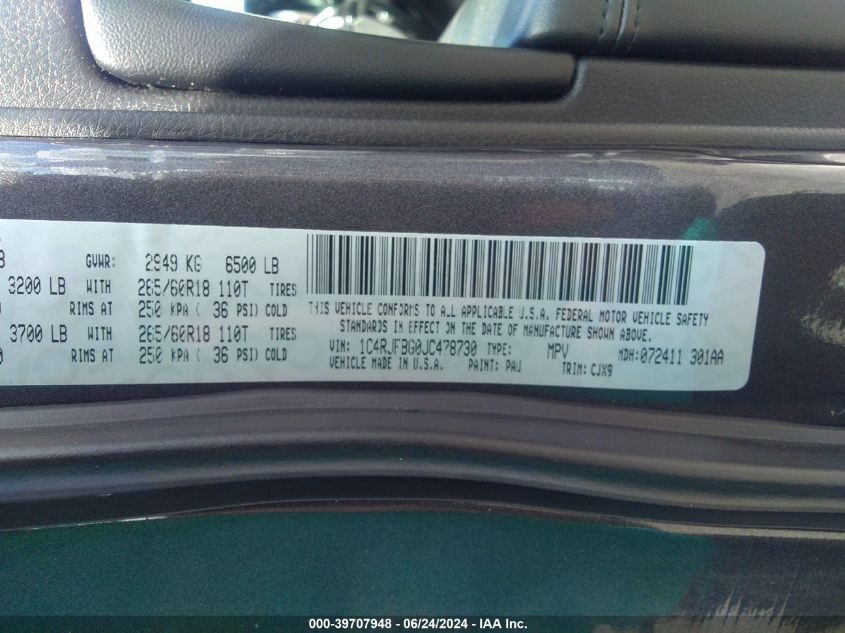 GVWR: 2949 KG 6500 LB
3200 LB WITH 265/60R18 110T TIRES
RIMS AT 250 KPA ( 36 PSI) COLD
3700 LB WITH 265/60R18 110T TIRES
RIMS AT 250 KPA ( 36 PSI) COLD
THIS VEHICLE CONFORMS TO ALL APPLICABLE U.S.A. FEDERAL MOTOR VEHICLE SAFETY
STANDARDS IN EFFECT ON THE DATE OF MANUFACTURE SHOWN ABOVE.
VIN: 1C4RJFBG0JC478730 TYPE: MPV MDH:072411 301AA
VEHICLE MADE IN U.S.A. PAINT: PAU TRIM: CJX9
000-39707948 / 06/24/2024 - IAA Inc.